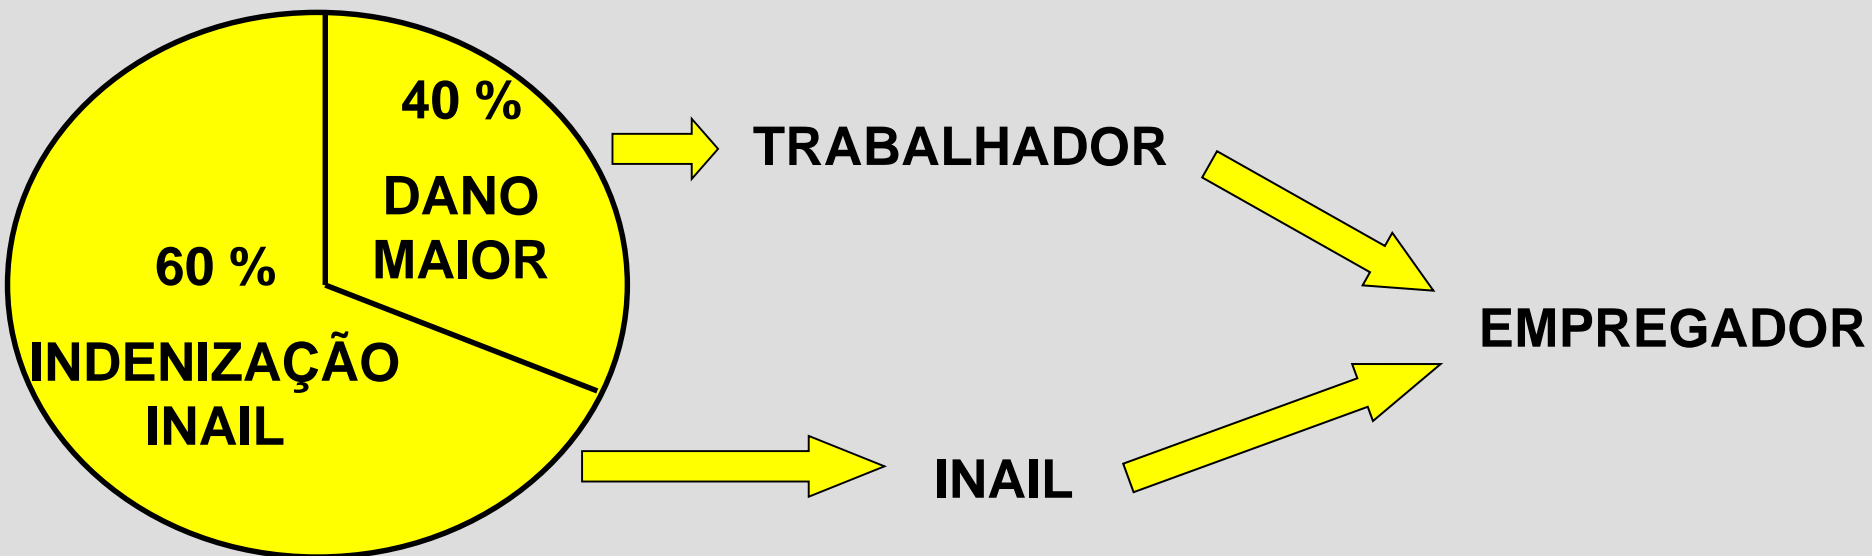 40 %
DANO
MAIOR
60 %
INDENIZAÇÃO
INAIL
TRABALHADOR
INAIL
EMPREGADOR